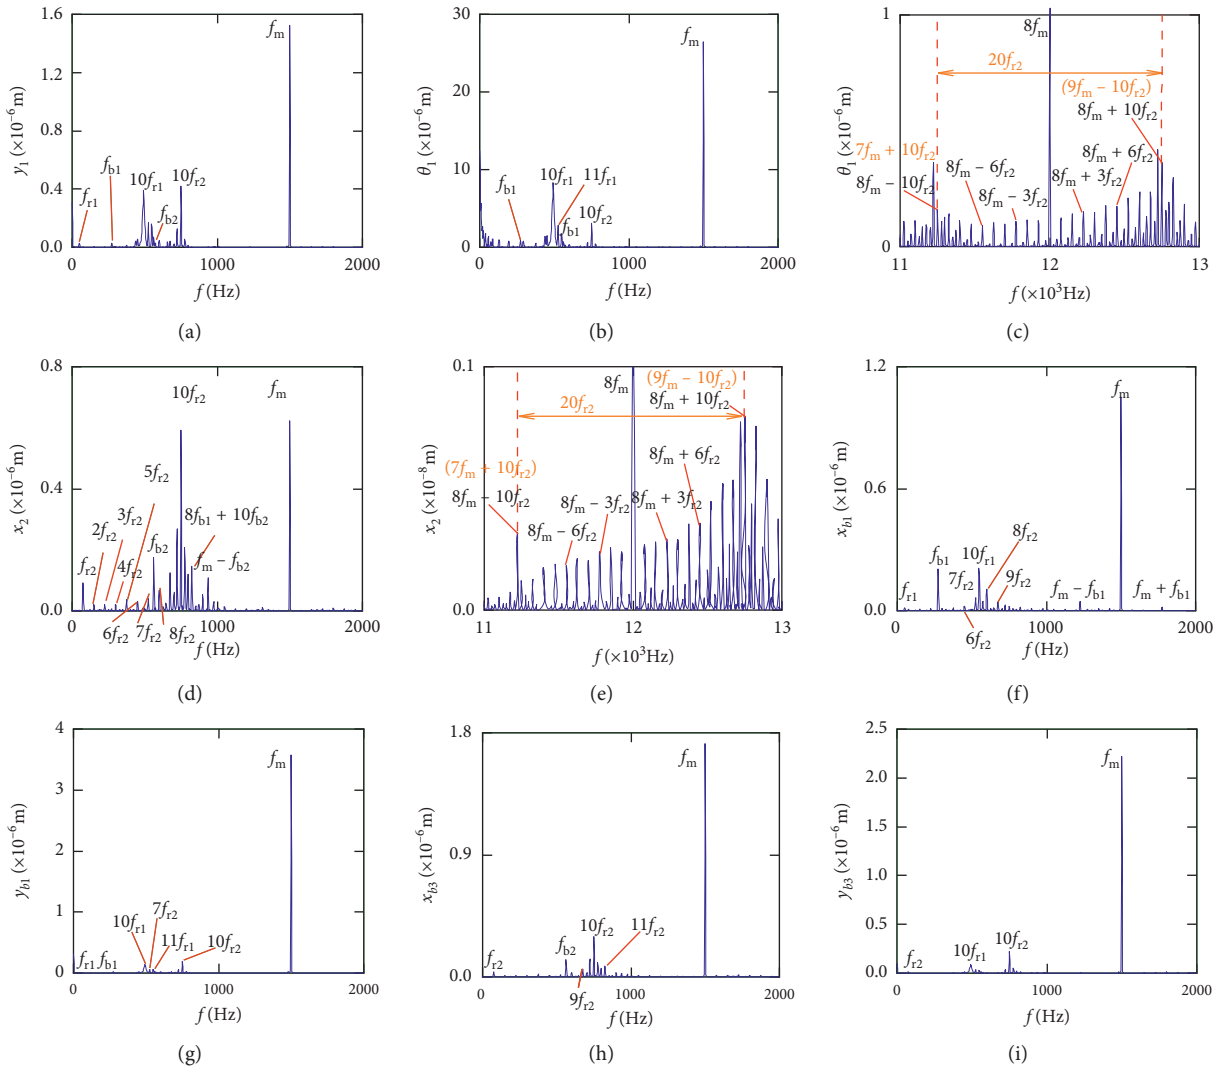 1.6
1.2
0.8
0.4
0.0
y1 (×10−6 m)
fr1
fb1
10fr1
fb2
10fr2
fm
0
1000
2000
f (Hz)
(a)
30
20
10
0
θ1 (×10−6 m)
fb1
10fr1
11fr1
fb1
10fr2
fm
0
1000
2000
f (Hz)
(b)
1
0
θ1 (×10−6 m)
8fm
20fr2
(9fm − 10fr2)
8fm + 10fr2
7fm + 10fr2
8fm − 10fr2
8fm − 6fr2
8fm − 3fr2
8fm + 3fr2
8fm + 6fr2
11
12
13
f (×10³Hz)
(c)
0.8
0.4
0.0
x2 (×10−6 m)
fr2
2fr2
3fr2
4fr2
5fr2
6fr2
7fr2
8fr2
fb2
10fr2
8fb1 + 10fb2
fm − fb2
fm
0
1000
2000
f (Hz)
(d)
0.1
0.0
x2 (×10−8 m)
8fm
(9fm − 10fr2)
8fm + 10fr2
20fr2
(7fm + 10fr2)
8fm − 10fr2
8fm − 6fr2
8fm − 3fr2
8fm + 3fr2
8fm + 6fr2
11
12
13
f (×10³Hz)
(e)
1.2
0.6
0.0
xb1 (×10−6 m)
fr1
fb1
6fr2
7fr2
10fr1
8fr2
9fr2
fm − fb1
fm
fm + fb1
0
1000
2000
f (Hz)
(f)
4
3
2
1
0
yb1 (×10−6 m)
fr1
fb1
10fr1
7fr2
11fr1
10fr2
fm
0
1000
2000
f (Hz)
(g)
1.8
0.9
0.0
xb3 (×10−6 m)
fr2
fb2
9fr2
10fr2
11fr2
fm
0
1000
2000
f (Hz)
(h)
2.5
2.0
1.5
1.0
0.5
0.0
yb3 (×10−6 m)
fr2
10fr1
10fr2
fm
0
1000
2000
f (Hz)
(i)